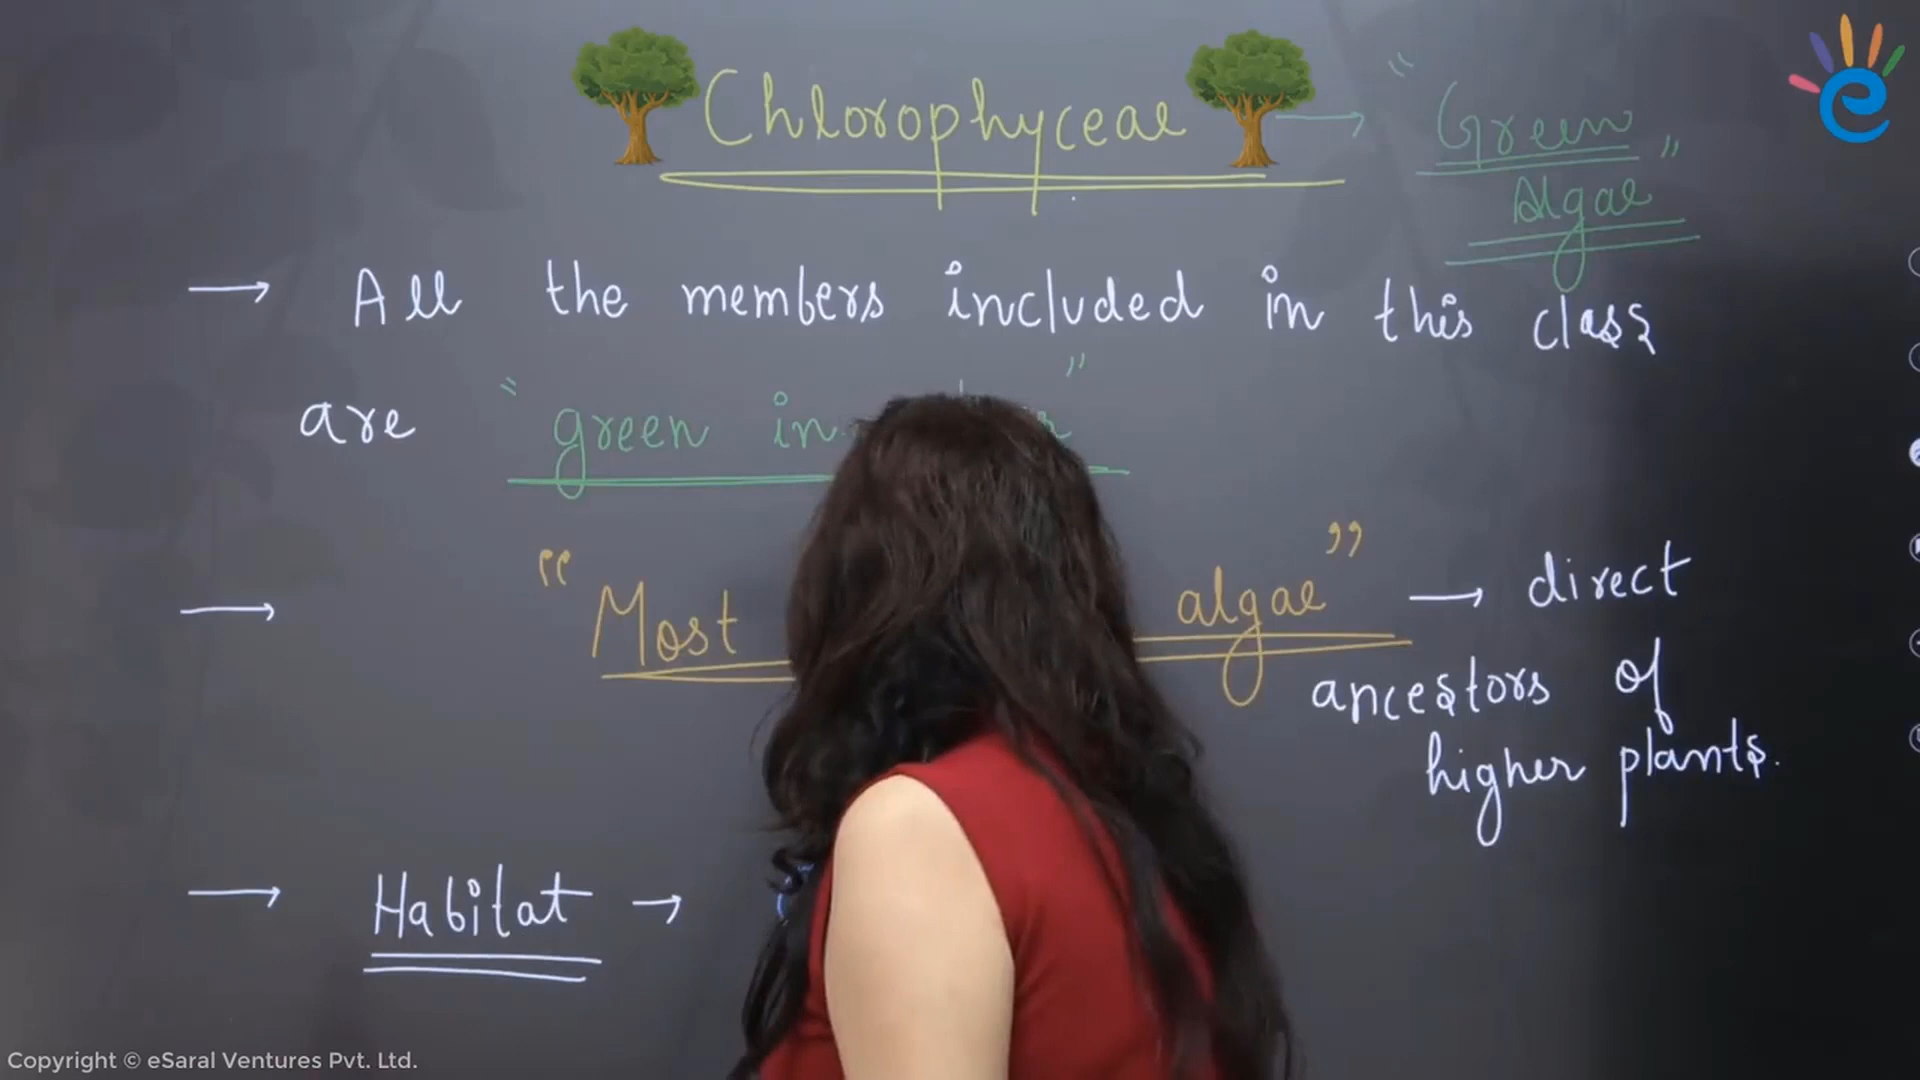 Chlorophyceae → " Green
Algae "
→ All the members included in this class
are " green in "
→ " Most algae " → direct
ancestors of
higher plants.
→ Habitat →
Copyright © eSaral Ventures Pvt. Ltd.